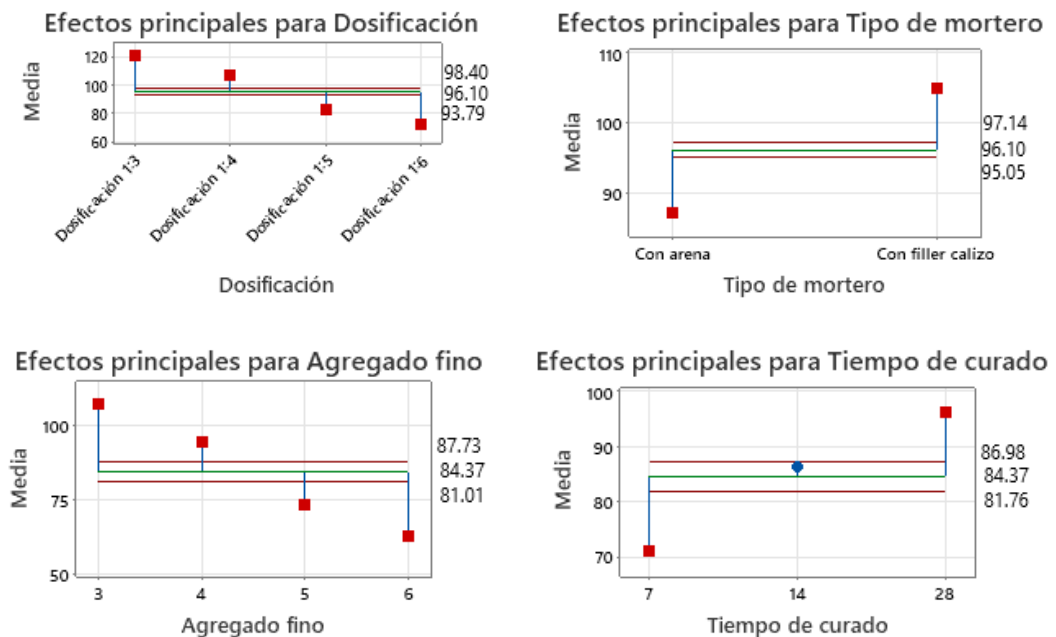 Efectos principales para Dosificación
Media
120
100
80
60
98.40
96.10
93.79
Dosificación 1:3
Dosificación 1:4
Dosificación 1:5
Dosificación 1:6
Dosificación
Efectos principales para Tipo de mortero
Media
110
100
90
97.14
96.10
95.05
Con arena
Con filler calizo
Tipo de mortero
Efectos principales para Agregado fino
Media
100
75
50
87.73
84.37
81.01
3
4
5
6
Agregado fino
Efectos principales para Tiempo de curado
Media
100
90
80
70
86.98
84.37
81.76
7
14
28
Tiempo de curado